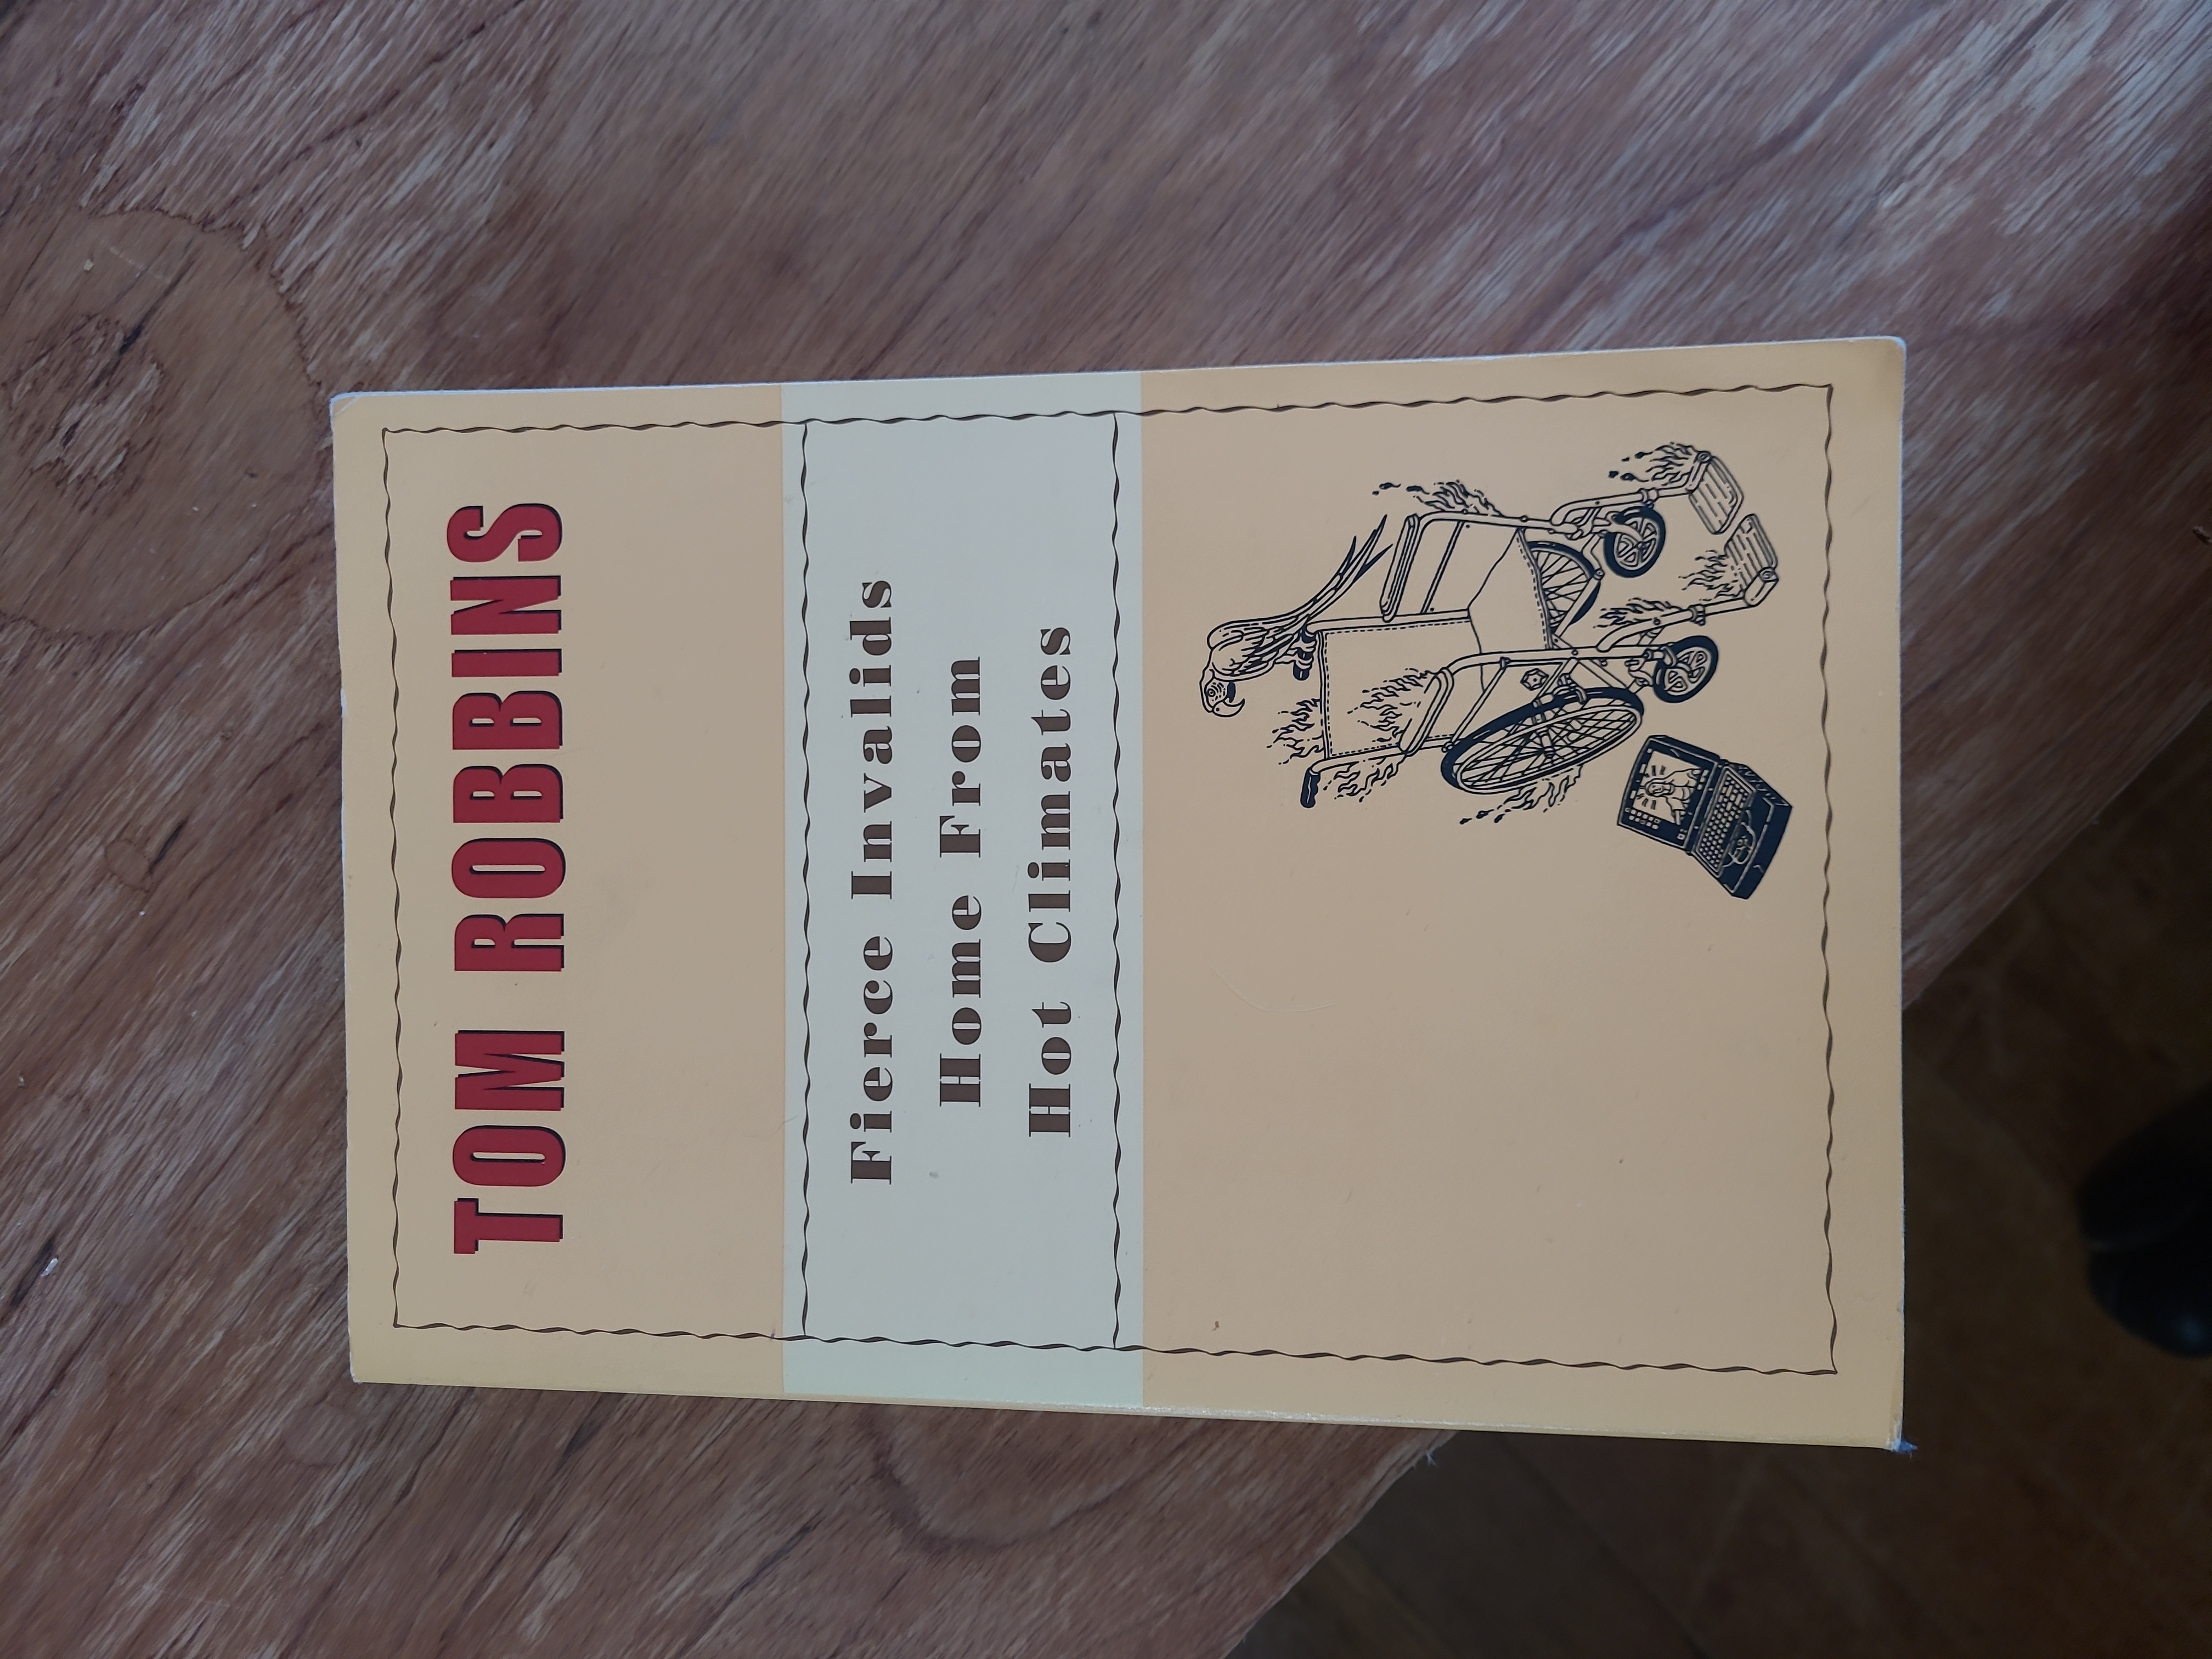 TOM ROBBINS
Fierce Invalids
Home From
Hot Climates